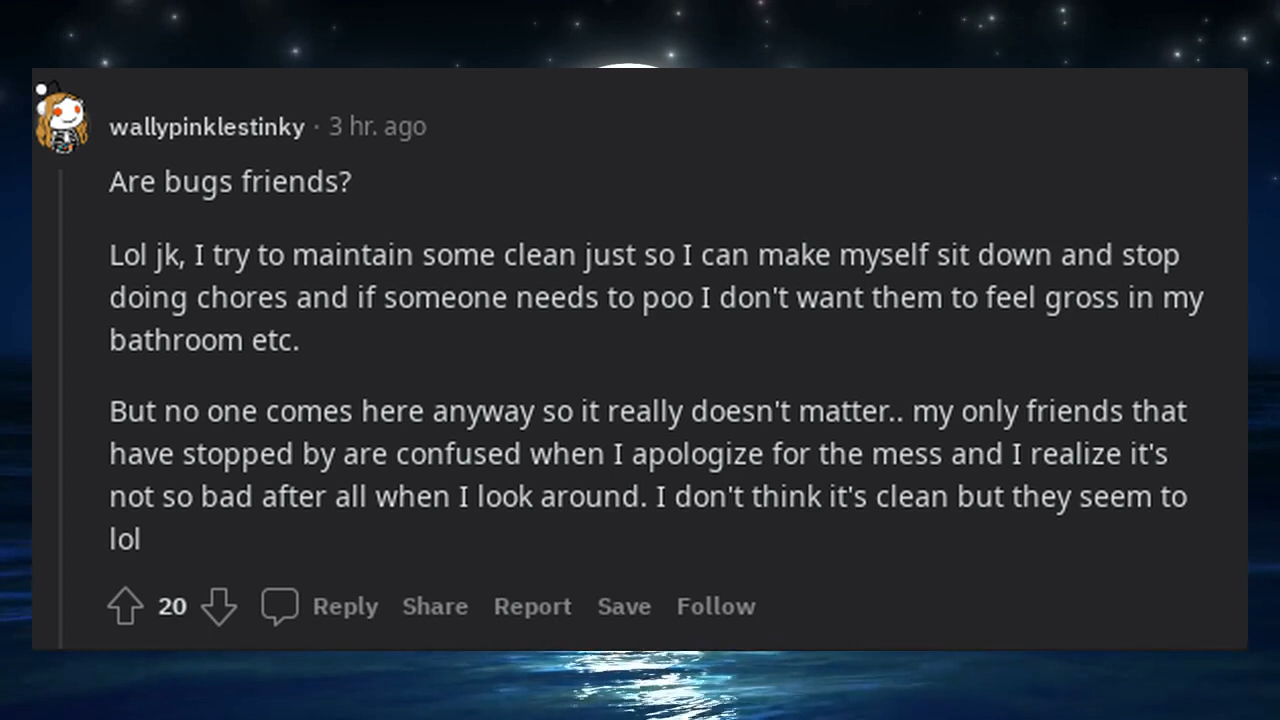 wallypinklestinky · 3 hr. ago
Are bugs friends?
Lol jk, I try to maintain some clean just so I can make myself sit down and stop
doing chores and if someone needs to poo I don't want them to feel gross in my
bathroom etc.
But no one comes here anyway so it really doesn't matter.. my only friends that
have stopped by are confused when I apologize for the mess and I realize it's
not so bad after all when I look around. I don't think it's clean but they seem to
lol
20 Reply Share Report Save Follow